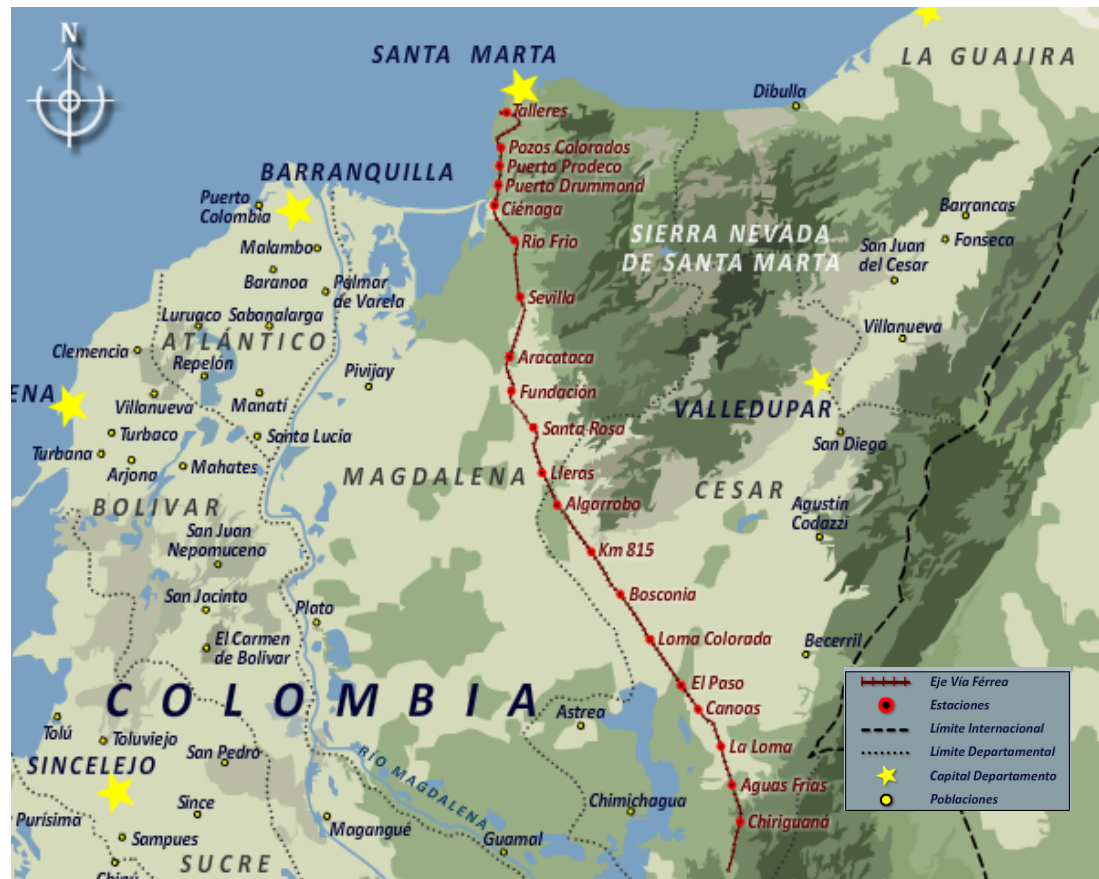 N
SANTA MARTA
LA GUAJIRA
Dibulla
Talleres
Pozos Colorados
Puerto Prodeco
Puerto Drummond
Ciénaga
BARRANQUILLA
Puerto
Colombia
Malambo
Baranoa
Palmar
de Varela
Rio Frio
SIERRA NEVADA
DE SANTA MARTA
Barrancas
Fonseca
San Juan
del Cesar
Sevilla
Luruaco
Sabanalarga
ATLÁNTICO
Clemencia
Repelón
Villanueva
Aracataca
Pivijay
Fundación
ENA
Villanueva
Manatí
VALLEDUPAR
Turbaco
Santa Lucia
Santa Rosa
San Diego
Turbana
Arjona
Mahates
MAGDALENA
Lleras
CESAR
BOLIVAR
Algarrobo
Agustín
Codazzi
San Juan
Nepomuceno
Km 815
San Jacinto
Plato
Bosconia
El Carmen
de Bolivar
Loma Colorada
Becerril
COLOMBIA
El Paso
Astrea
Canoas
Tolú
Toluviejo
San Pedro
RÍO MAGDALENA
La Loma
SINCELEJO
Since
Chimichagua
Aguas Frías
Purísima
Sampues
Magangué
Guamal
Chiriguaná
SUCRE
Chinú
Eje Vía Férrea
Estaciones
Límite Internacional
Límite Departamental
Capital Departamento
Poblaciones